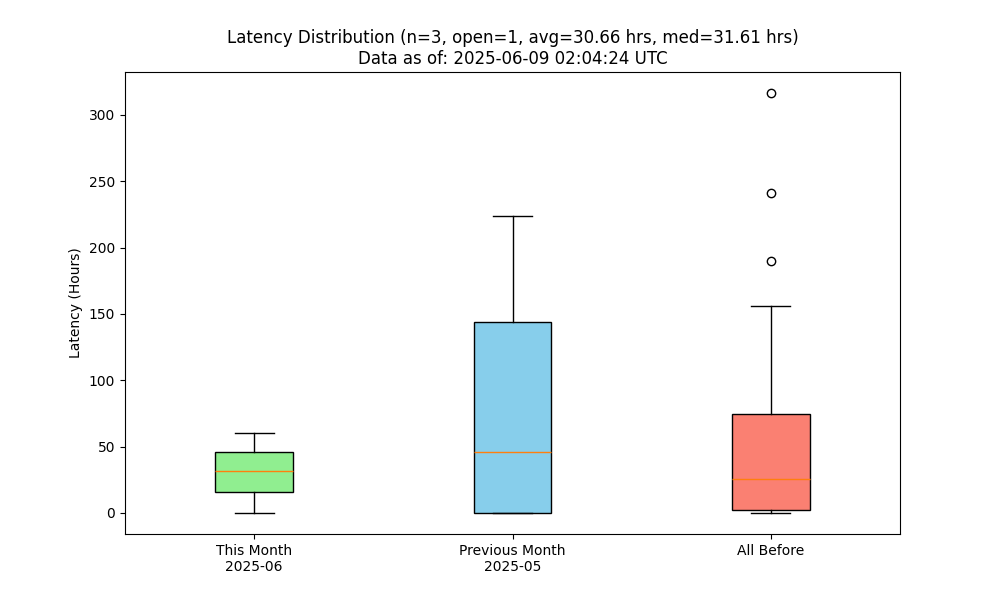 Latency Distribution (n=3, open=1, avg=30.66 hrs, med=31.61 hrs)
Data as of: 2025-06-09 02:04:24 UTC
Latency (Hours)
300
250
200
150
100
50
0
This Month
2025-06
Previous Month
2025-05
All Before